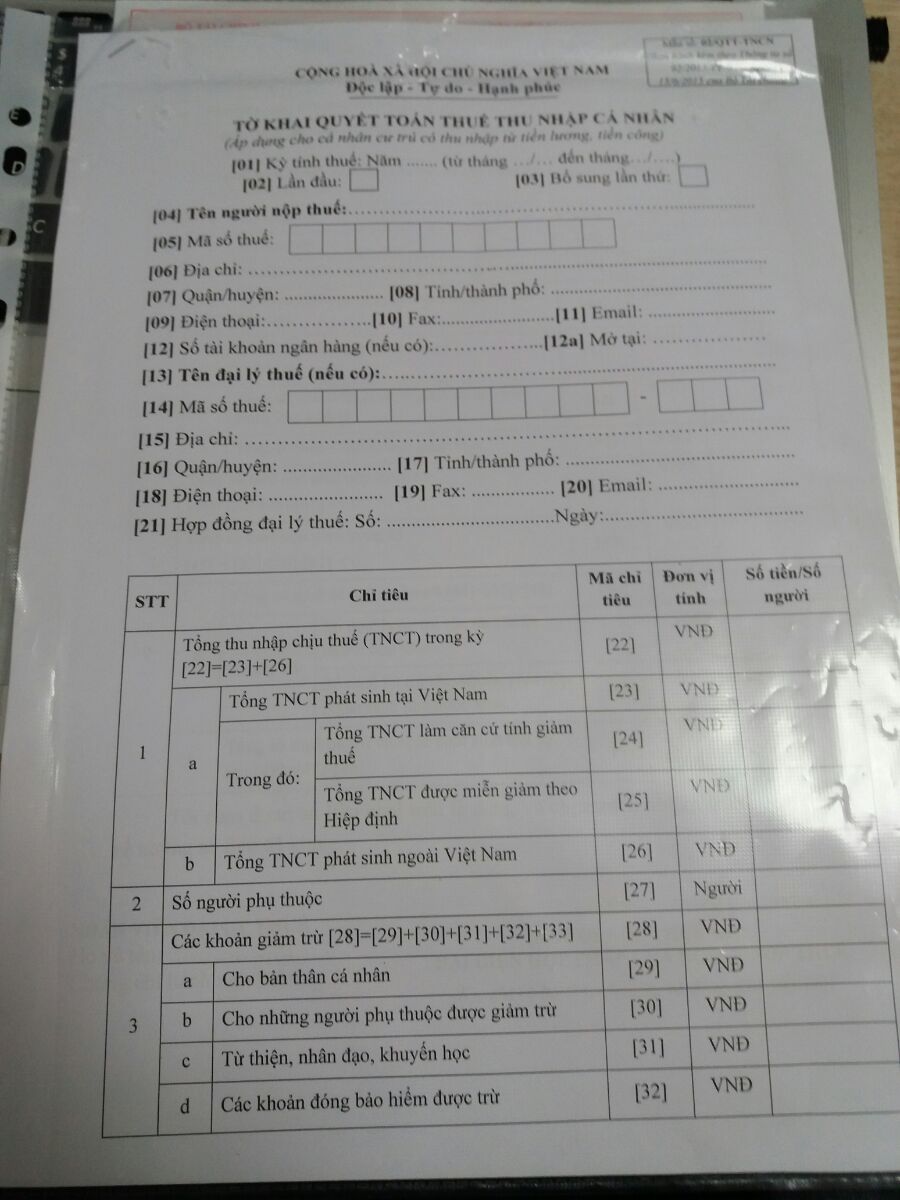 Mẫu số: 02/QTT-TNCN
15/6/2015 của Bộ Tài chính
CỘNG HOÀ XÃ HỘI CHỦ NGHĨA VIỆT NAM
Độc lập - Tự do - Hạnh phúc
TỜ KHAI QUYẾT TOÁN THUẾ THU NHẬP CÁ NHÂN
(Áp dụng cho cá nhân cư trú có thu nhập từ tiền lương, tiền công)
[01] Kỳ tính thuế: Năm ....... (từ tháng …/… đến tháng…/….)
[02] Lần đầu: [03] Bổ sung lần thứ:
[04] Tên người nộp thuế:...............................................................
[05] Mã số thuế:
[06] Địa chỉ: ...............................................................
[07] Quận/huyện: ..................... [08] Tỉnh/thành phố: ...............................................
[09] Điện thoại:……………..[10] Fax:........................[11] Email: ...........................
[12] Số tài khoản ngân hàng (nếu có):……………...[12a] Mở tại: ………………
[13] Tên đại lý thuế (nếu có):...............................................................
[14] Mã số thuế: -
[15] Địa chỉ: ...............................................................
[16] Quận/huyện: ....................... [17] Tỉnh/thành phố: .................................................
[18] Điện thoại: ........................ [19] Fax: .................. [20] Email: ..............................
[21] Hợp đồng đại lý thuế: Số: ....................................Ngày:...........................................
STT Chỉ tiêu Mã chỉ tiêu Đơn vị tính Số tiền/Số người
1 Tổng thu nhập chịu thuế (TNCT) trong kỳ
[22]=[23]+[26] [22] VNĐ
a Tổng TNCT phát sinh tại Việt Nam [23] VNĐ
Trong đó: Tổng TNCT làm căn cứ tính giảm
thuế [24] VNĐ
Tổng TNCT được miễn giảm theo
Hiệp định [25] VNĐ
b Tổng TNCT phát sinh ngoài Việt Nam [26] VNĐ
2 Số người phụ thuộc [27] Người
3 Các khoản giảm trừ [28]=[29]+[30]+[31]+[32]+[33] [28] VNĐ
a Cho bản thân cá nhân [29] VNĐ
b Cho những người phụ thuộc được giảm trừ [30] VNĐ
c Từ thiện, nhân đạo, khuyến học [31] VNĐ
d Các khoản đóng bảo hiểm được trừ [32] VNĐ